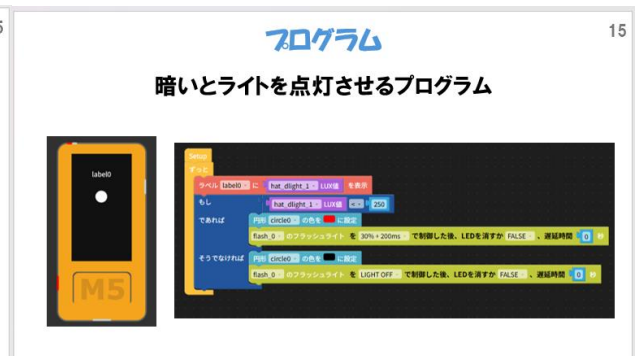 プログラム
15
暗いとライトを点灯させるプログラム
label0
M5
Setup
ずっと
ラベル label0 に hat_dlight_1 LUX値 を表示
もし hat_dlight_1 LUX値 250
であれば 円形 circle0 の色を に設定
flash_0 のフラッシュライト を 30% + 200ms で制御した後、LEDを消すか FALSE 、遅延時間 0 秒
そうでなければ 円形 circle0 の色を に設定
flash_0 のフラッシュライト を LIGHT OFF で制御した後、LEDを消すか FALSE 、遅延時間 0 秒